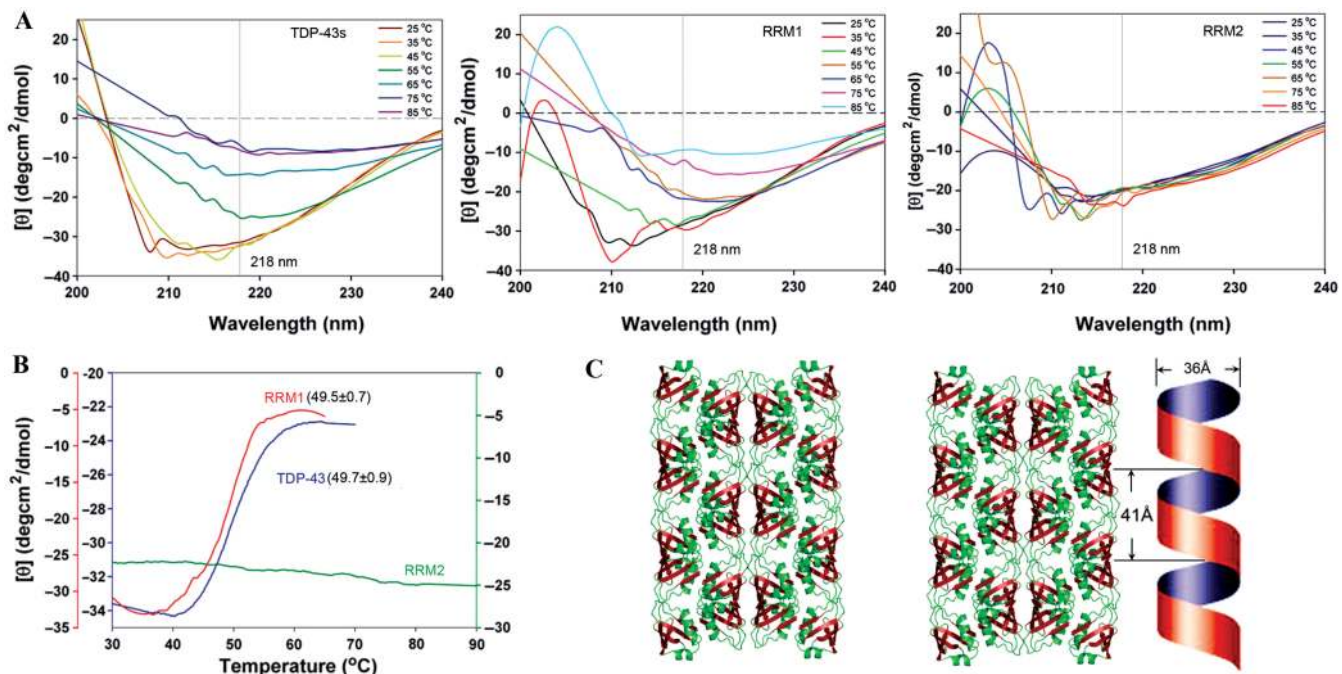 A
TDP-43s
25 °C
35 °C
45 °C
55 °C
65 °C
75 °C
85 °C
20
10
0
–10
–20
–30
–40
[θ] (degcm²/dmol)
218 nm
200 210 220 230 240
Wavelength (nm)
RRM1
25 °C
35 °C
45 °C
55 °C
65 °C
75 °C
85 °C
20
10
0
–10
–20
–30
–40
[θ] (degcm²/dmol)
218 nm
200 210 220 230 240
Wavelength (nm)
RRM2
25 °C
35 °C
45 °C
55 °C
65 °C
75 °C
85 °C
20
10
0
–10
–20
–30
–40
[θ] (degcm²/dmol)
218 nm
200 210 220 230 240
Wavelength (nm)
B
[θ] (degcm²/dmol)
0
–5
–10
–15
–20
–25
–30
–35
-20
–22
–24
–26
–28
–30
–32
–34
RRM1 (49.5±0.7)
TDP-43 (49.7±0.9)
RRM2
0
–5
–10
–15
–20
–25
–30
[θ] (degcm²/dmol)
30 40 50 60 70 80 90
Temperature (°C)
C
36Å
41Å